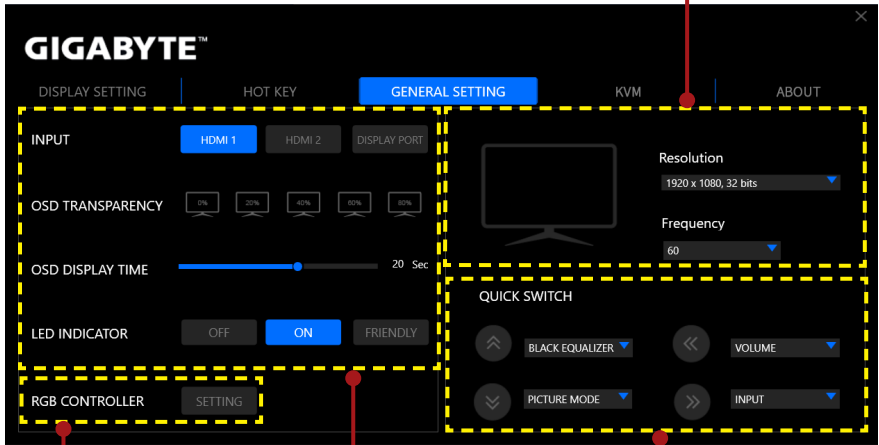 GIGABYTE™
DISPLAY SETTING HOT KEY GENERAL SETTING KVM ABOUT
INPUT HDMI 1 HDMI 2 DISPLAY PORT
OSD TRANSPARENCY 0% 20% 40% 60% 80%
OSD DISPLAY TIME 20 Sec
LED INDICATOR OFF ON FRIENDLY
RGB CONTROLLER SETTING
Resolution
1920 x 1080, 32 bits
Frequency
60
QUICK SWITCH
BLACK EQUALIZER VOLUME
PICTURE MODE INPUT